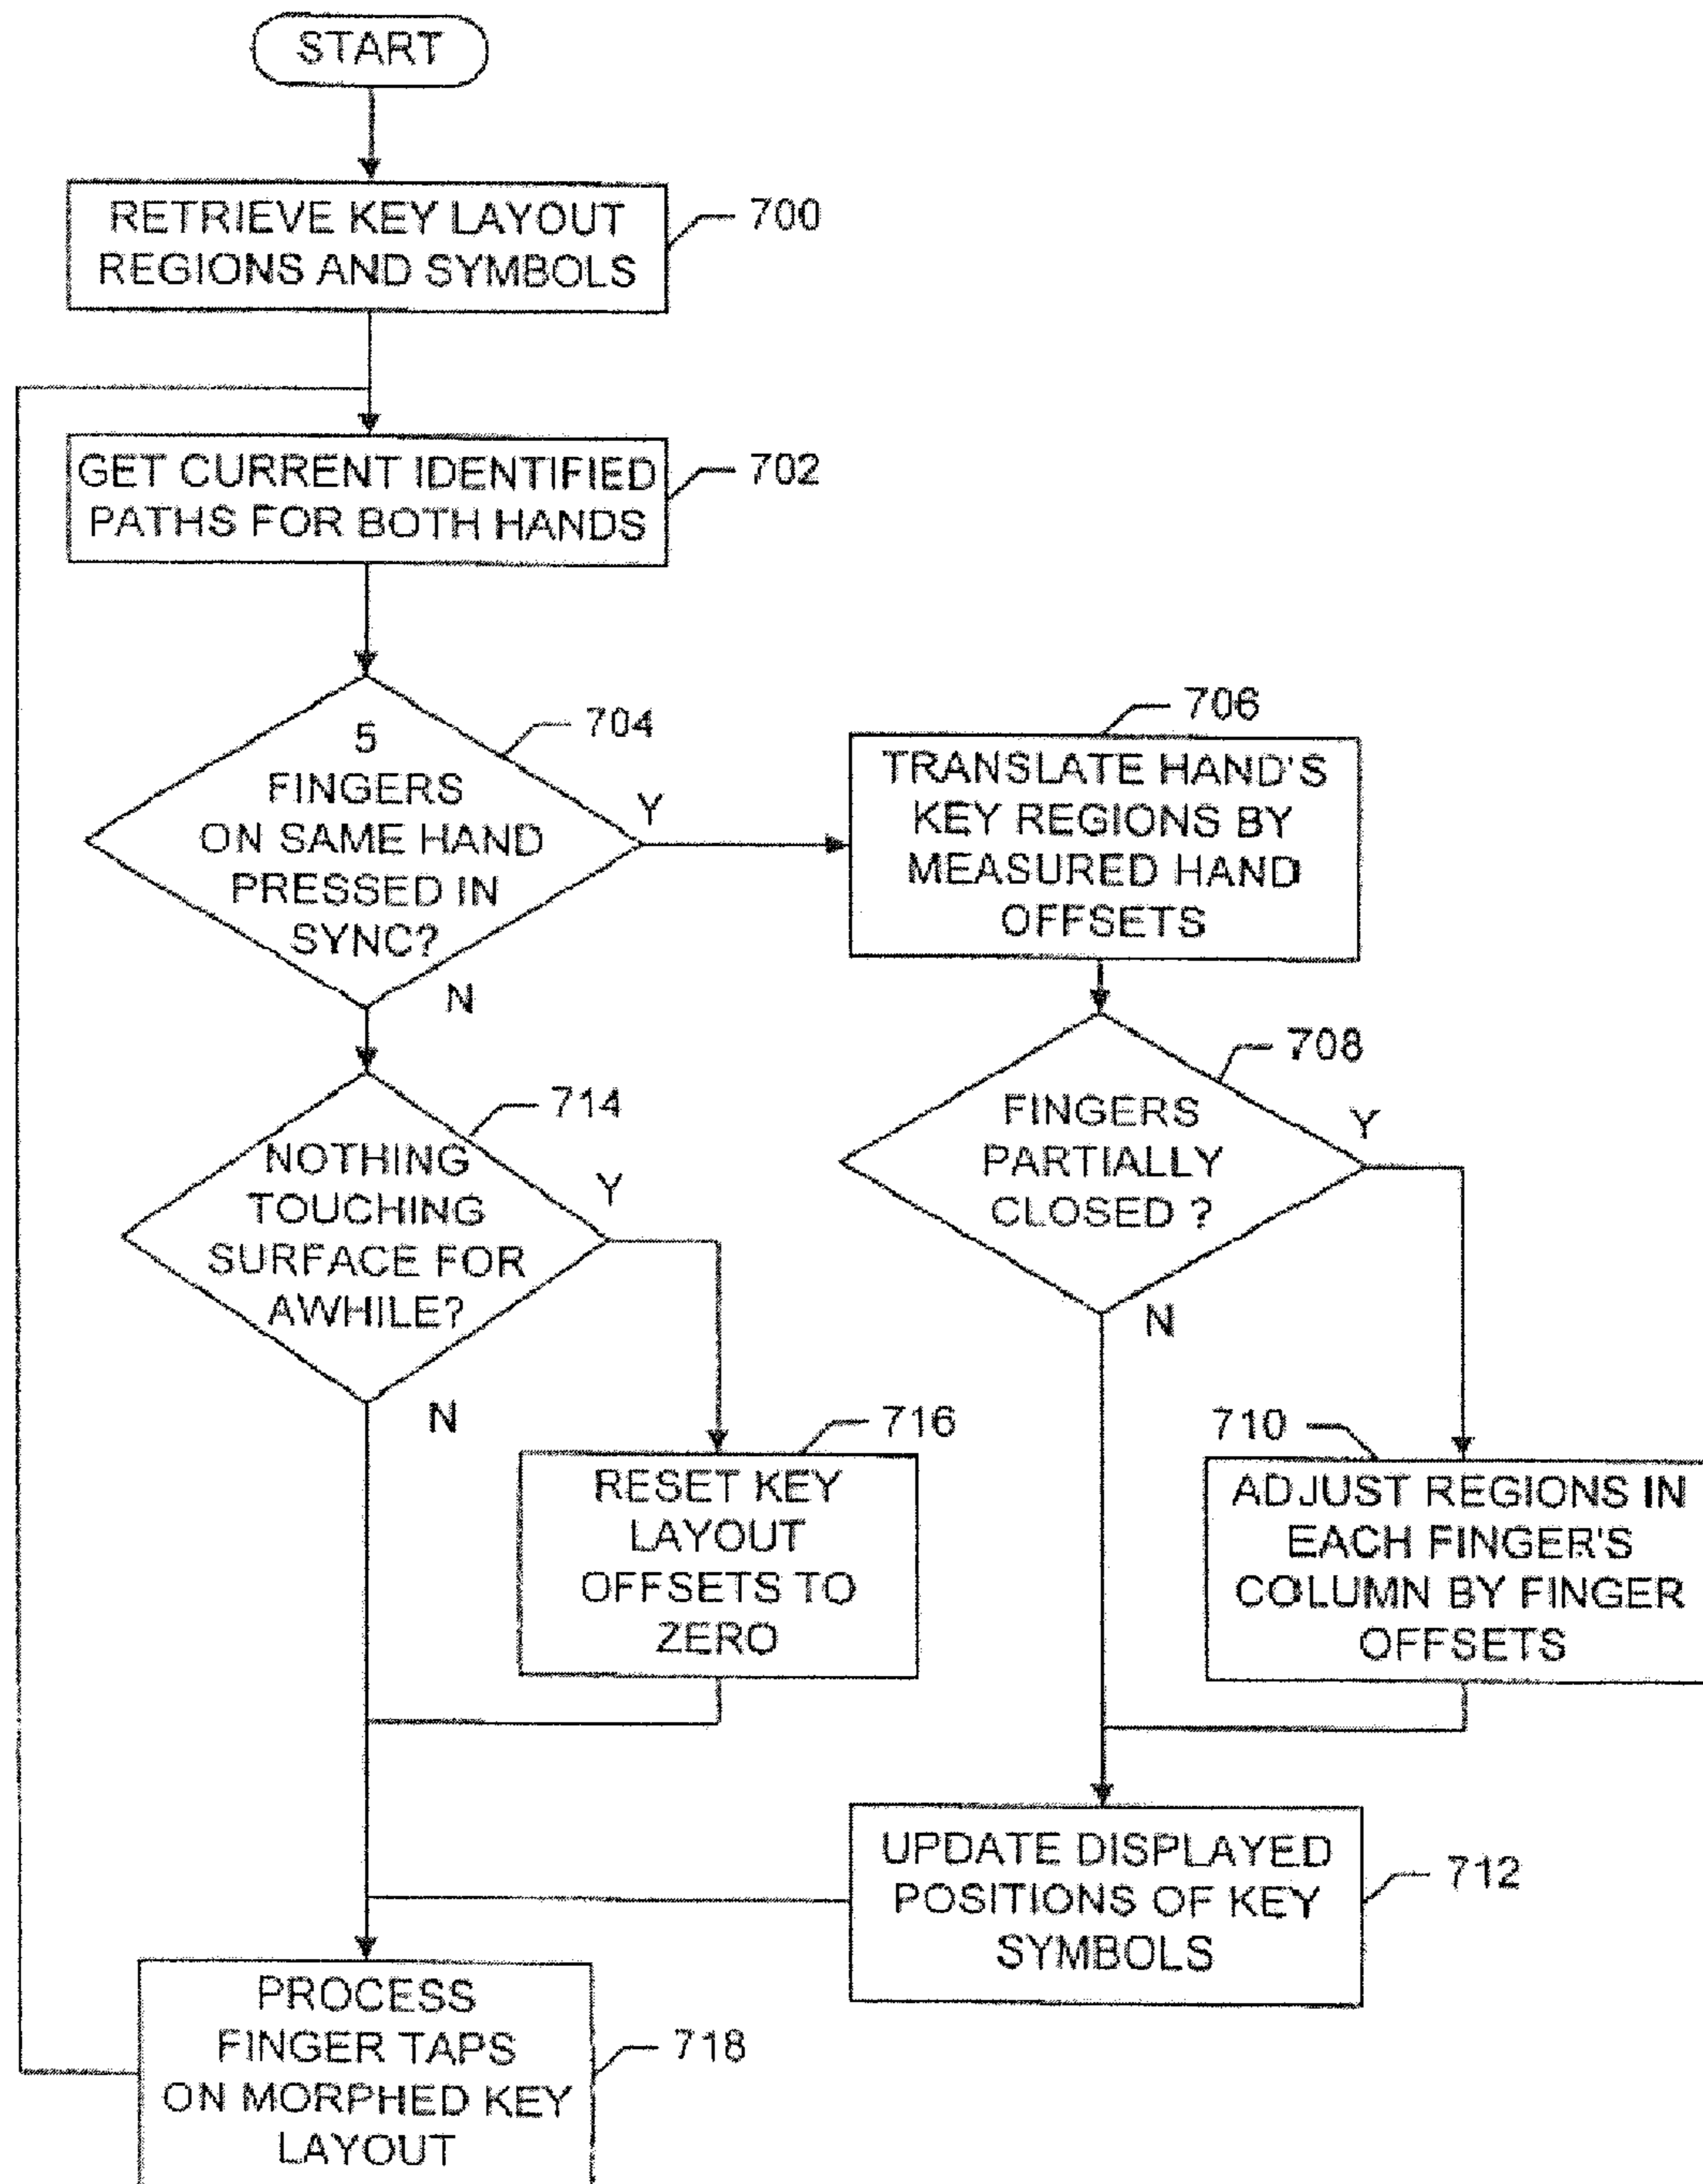 START
RETRIEVE KEY LAYOUT
REGIONS AND SYMBOLS
700
GET CURRENT IDENTIFIED
PATHS FOR BOTH HANDS
702
5
FINGERS
ON SAME HAND
PRESSED IN
SYNC?
704
Y
N
706
TRANSLATE HAND'S
KEY REGIONS BY
MEASURED HAND
OFFSETS
708
FINGERS
PARTIALLY
CLOSED ?
Y
N
714
NOTHING
TOUCHING
SURFACE FOR
AWHILE?
Y
N
716
RESET KEY
LAYOUT
OFFSETS TO
ZERO
710
ADJUST REGIONS IN
EACH FINGER'S
COLUMN BY FINGER
OFFSETS
UPDATE DISPLAYED
POSITIONS OF KEY
SYMBOLS
712
PROCESS
FINGER TAPS
ON MORPHED KEY
LAYOUT
718